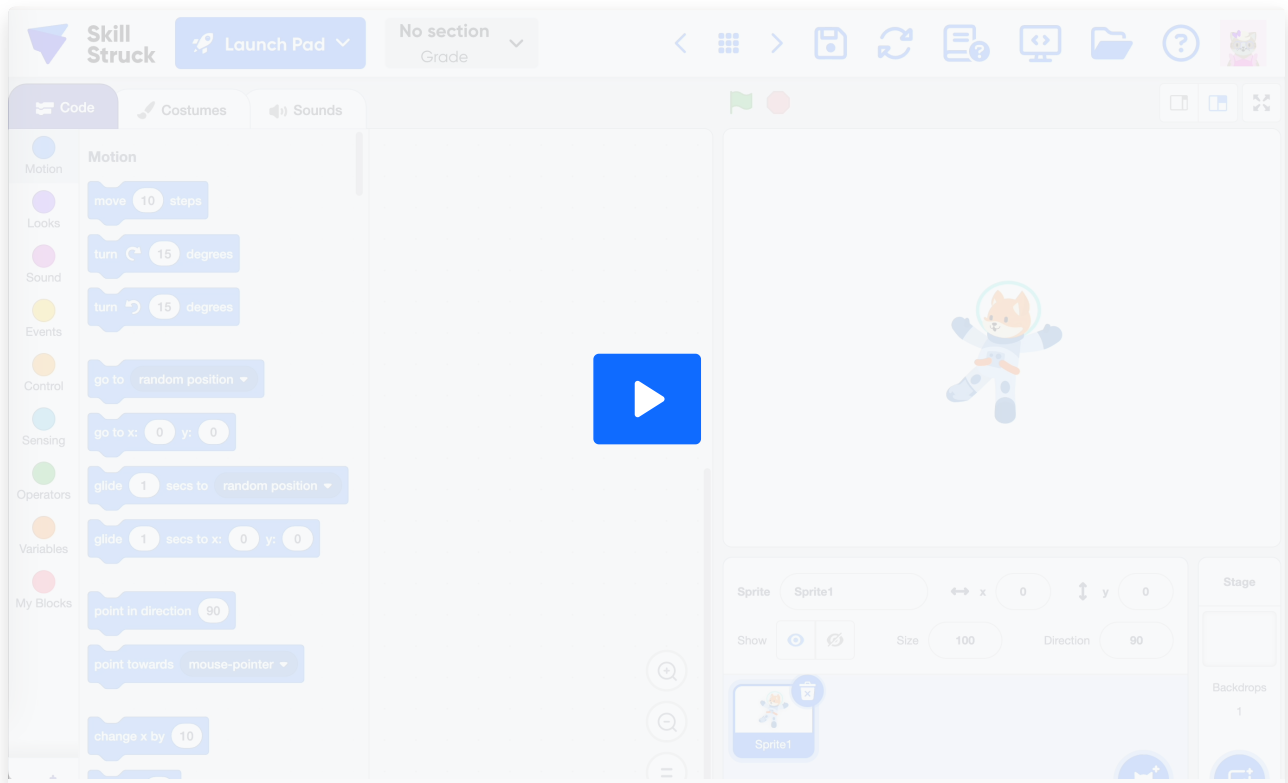 Skill
Struck
Launch Pad
No section
Grade
Code
Costumes
Sounds
Motion
Looks
Sound
Events
Control
Sensing
Operators
Variables
My Blocks
Motion
move 10 steps
turn 15 degrees
turn 15 degrees
go to random position
go to x: 0 y: 0
glide 1 secs to random position
glide 1 secs to x: 0 y: 0
point in direction 90
point towards mouse-pointer
change x by 10
Sprite Sprite1 x 0 y 0
Show Size 100 Direction 90
Sprite1
Stage
Backdrops
1